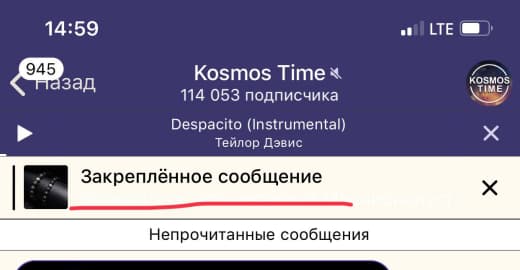 14:59
LTE
945
Назад
Kosmos Time
114 053 подписчика
KOSMOS
TIME
Despacito (Instrumental)
Тейлор Дэвис
Закреплённое сообщение
Непрочитанные сообщения